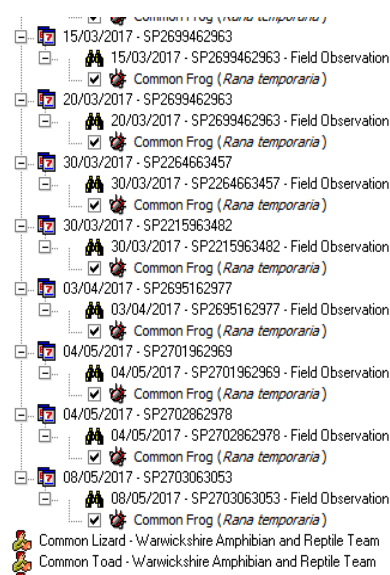 Common Frog (Rana temporaria)
15/03/2017 - SP2699462963
15/03/2017 - SP2699462963 - Field Observation
Common Frog (Rana temporaria)
20/03/2017 - SP2699462963
20/03/2017 - SP2699462963 - Field Observation
Common Frog (Rana temporaria)
30/03/2017 - SP2264663457
30/03/2017 - SP2264663457 - Field Observation
Common Frog (Rana temporaria)
30/03/2017 - SP2215963482
30/03/2017 - SP2215963482 - Field Observation
Common Frog (Rana temporaria)
03/04/2017 - SP2695162977
03/04/2017 - SP2695162977 - Field Observation
Common Frog (Rana temporaria)
04/05/2017 - SP2701962969
04/05/2017 - SP2701962969 - Field Observation
Common Frog (Rana temporaria)
04/05/2017 - SP2702862978
04/05/2017 - SP2702862978 - Field Observation
Common Frog (Rana temporaria)
08/05/2017 - SP2703063053
08/05/2017 - SP2703063053 - Field Observation
Common Frog (Rana temporaria)
Common Lizard - Warwickshire Amphibian and Reptile Team
Common Toad - Warwickshire Amphibian and Reptile Team